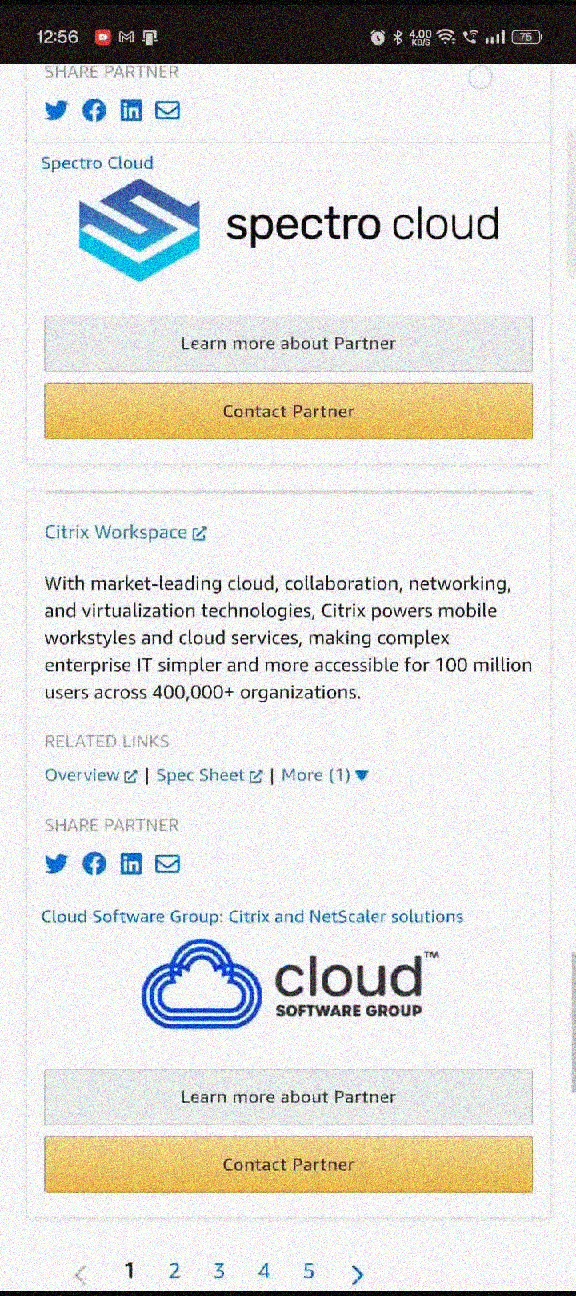 12:56
4.00 KB/S
75
SHARE PARTNER
Spectro Cloud
spectro cloud
Learn more about Partner
Contact Partner
Citrix Workspace
With market-leading cloud, collaboration, networking,
and virtualization technologies, Citrix powers mobile
workstyles and cloud services, making complex
enterprise IT simpler and more accessible for 100 million
users across 400,000+ organizations.
RELATED LINKS
Overview | Spec Sheet | More (1)
SHARE PARTNER
Cloud Software Group: Citrix and NetScaler solutions
cloud™
SOFTWARE GROUP
Learn more about Partner
Contact Partner
1 2 3 4 5